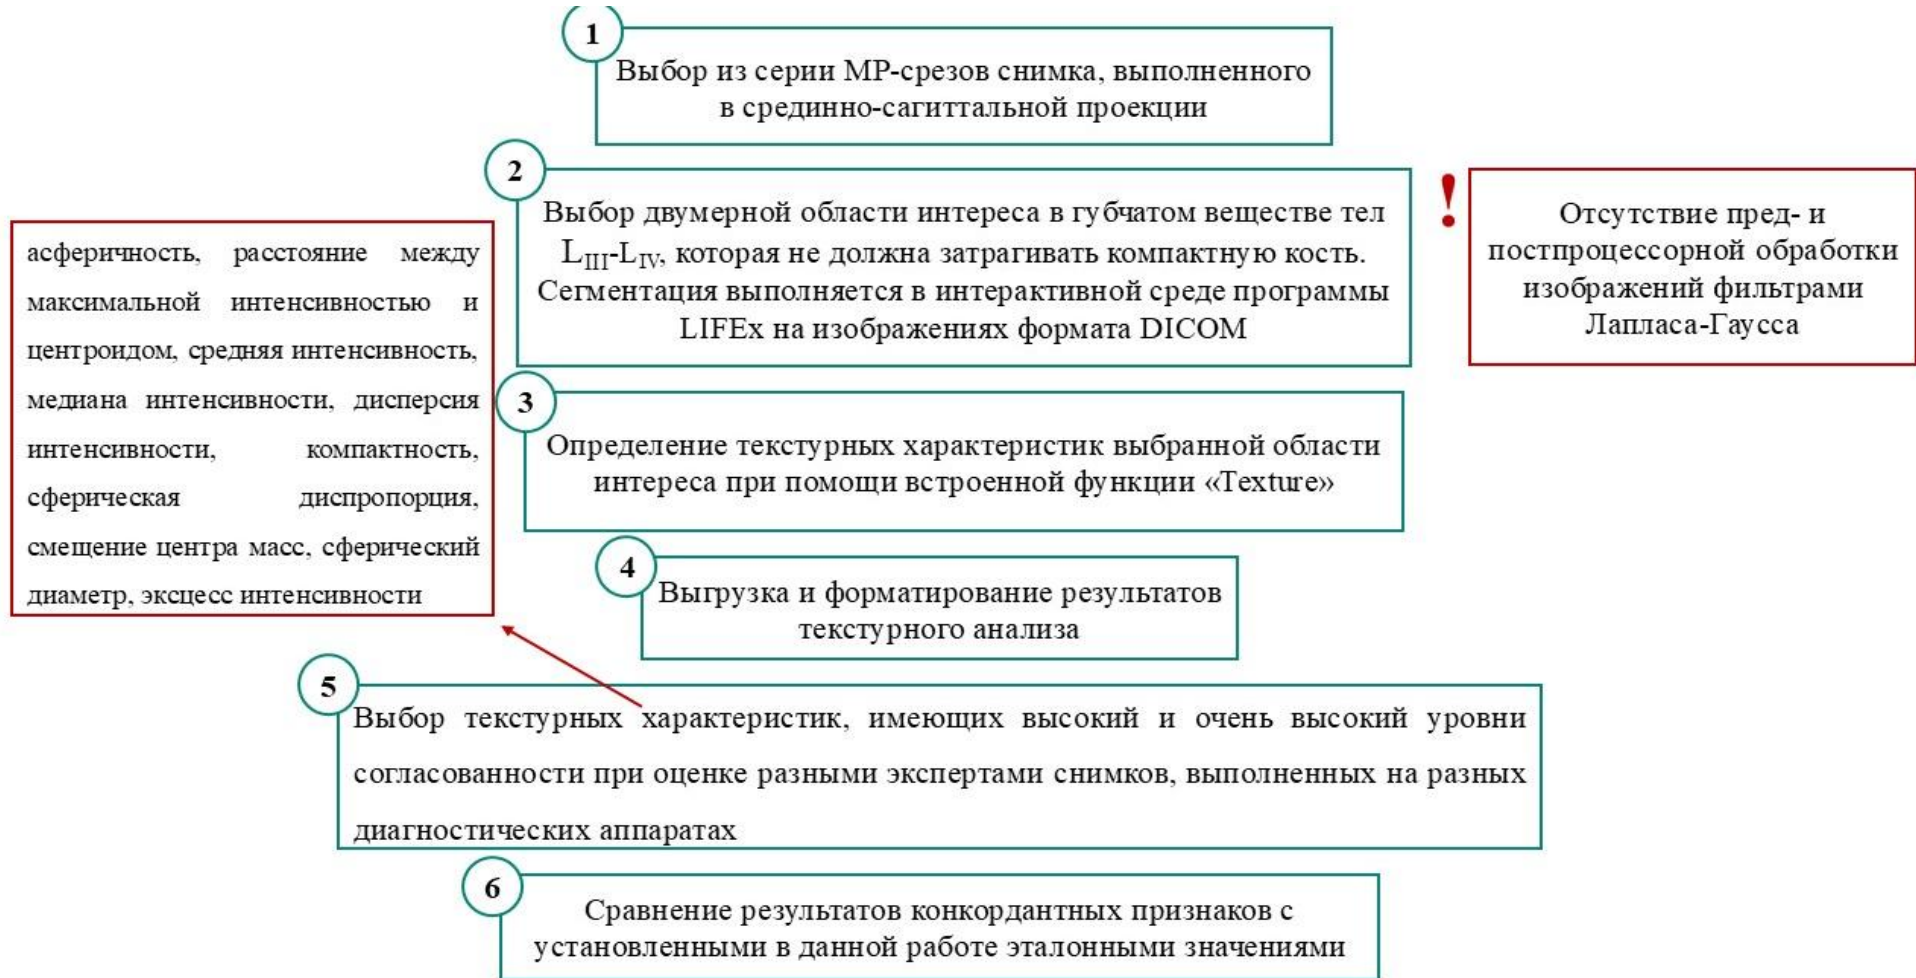 1
Выбор из серии МР-срезов снимка, выполненного
в срединно-сагиттальной проекции
2
Выбор двумерной области интереса в губчатом веществе тел
LIII-LIV, которая не должна затрагивать компактную кость.
Сегментация выполняется в интерактивной среде программы
LIFEx на изображениях формата DICOM
!
Отсутствие пред- и
постпроцессорной обработки
изображений фильтрами
Лапласа-Гаусса
асферичность, расстояние между
максимальной интенсивностью и
центроидом, средняя интенсивность,
медиана интенсивности, дисперсия
интенсивности, компактность,
сферическая диспропорция,
смещение центра масс, сферический
диаметр, эксцесс интенсивности
3
Определение текстурных характеристик выбранной области
интереса при помощи встроенной функции «Texture»
4
Выгрузка и форматирование результатов
текстурного анализа
5
Выбор текстурных характеристик, имеющих высокий и очень высокий уровни
согласованности при оценке разными экспертами снимков, выполненных на разных
диагностических аппаратах
6
Сравнение результатов конкордантных признаков с
установленными в данной работе эталонными значениями